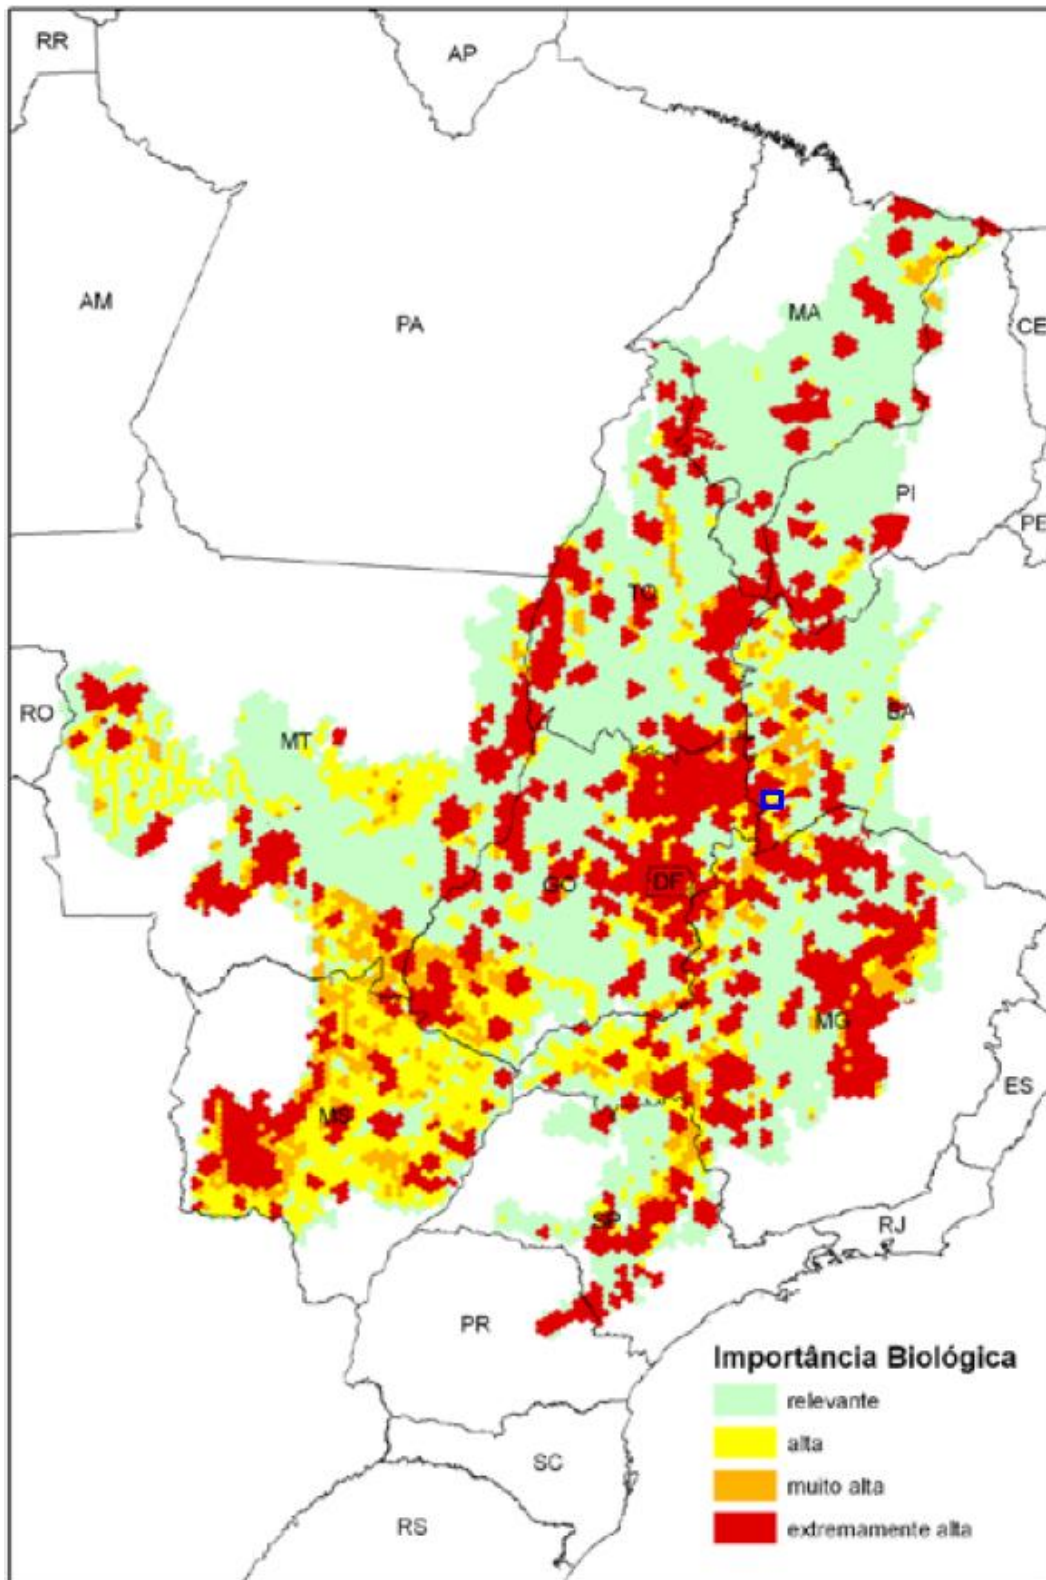 RR
AP
AM
PA
MA
CE
PI
PE
TO
RO
MT
BA
GO
DF
MG
ES
MS
SP
RJ
PR
Importância Biológica
relevante
alta
SC
muito alta
RS
extremamente alta